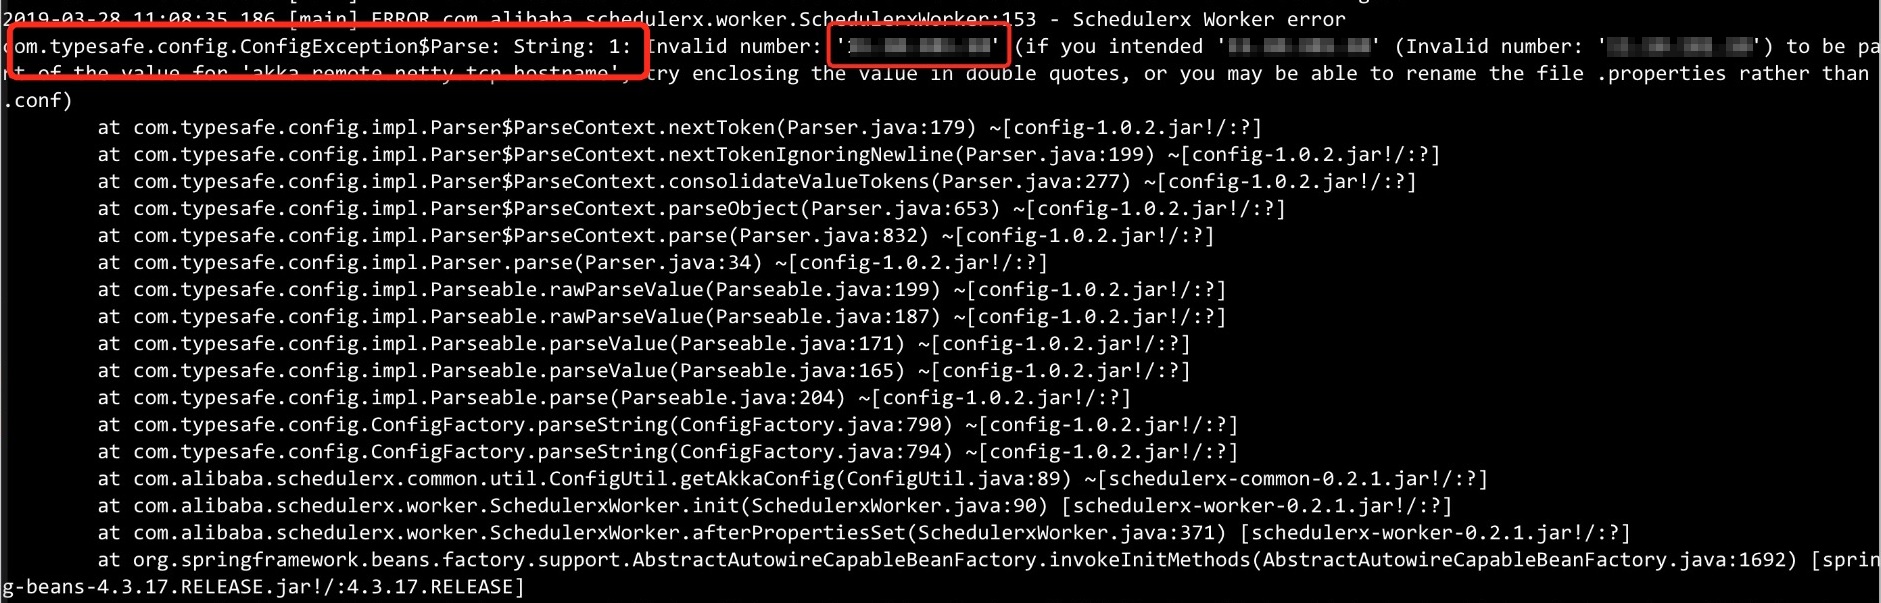 2019-03-28 11:08:35,186 [main] ERROR com.alibaba.schedulerx.worker.SchedulerxWorker:153 - Schedulerx Worker error
com.typesafe.config.ConfigException$Parse: String: 1: Invalid number: '' (if you intended '' (Invalid number: '') to be pa
rt of the value for 'akka.remote.netty.tcp.hostname', try enclosing the value in double quotes, or you may be able to rename the file .properties rather than
.conf)
at com.typesafe.config.impl.Parser$ParseContext.nextToken(Parser.java:179) ~[config-1.0.2.jar!/:?]
at com.typesafe.config.impl.Parser$ParseContext.nextTokenIgnoringNewline(Parser.java:199) ~[config-1.0.2.jar!/:?]
at com.typesafe.config.impl.Parser$ParseContext.consolidateValueTokens(Parser.java:277) ~[config-1.0.2.jar!/:?]
at com.typesafe.config.impl.Parser$ParseContext.parseObject(Parser.java:653) ~[config-1.0.2.jar!/:?]
at com.typesafe.config.impl.Parser$ParseContext.parse(Parser.java:832) ~[config-1.0.2.jar!/:?]
at com.typesafe.config.impl.Parser.parse(Parser.java:34) ~[config-1.0.2.jar!/:?]
at com.typesafe.config.impl.Parseable.rawParseValue(Parseable.java:199) ~[config-1.0.2.jar!/:?]
at com.typesafe.config.impl.Parseable.rawParseValue(Parseable.java:187) ~[config-1.0.2.jar!/:?]
at com.typesafe.config.impl.Parseable.parseValue(Parseable.java:171) ~[config-1.0.2.jar!/:?]
at com.typesafe.config.impl.Parseable.parseValue(Parseable.java:165) ~[config-1.0.2.jar!/:?]
at com.typesafe.config.impl.Parseable.parse(Parseable.java:204) ~[config-1.0.2.jar!/:?]
at com.typesafe.config.ConfigFactory.parseString(ConfigFactory.java:790) ~[config-1.0.2.jar!/:?]
at com.typesafe.config.ConfigFactory.parseString(ConfigFactory.java:794) ~[config-1.0.2.jar!/:?]
at com.alibaba.schedulerx.common.util.ConfigUtil.getAkkaConfig(ConfigUtil.java:89) ~[schedulerx-common-0.2.1.jar!/:?]
at com.alibaba.schedulerx.worker.SchedulerxWorker.init(SchedulerxWorker.java:90) [schedulerx-worker-0.2.1.jar!/:?]
at com.alibaba.schedulerx.worker.SchedulerxWorker.afterPropertiesSet(SchedulerxWorker.java:371) [schedulerx-worker-0.2.1.jar!/:?]
at org.springframework.beans.factory.support.AbstractAutowireCapableBeanFactory.invokeInitMethods(AbstractAutowireCapableBeanFactory.java:1692) [sprin
g-beans-4.3.17.RELEASE.jar!/:4.3.17.RELEASE]